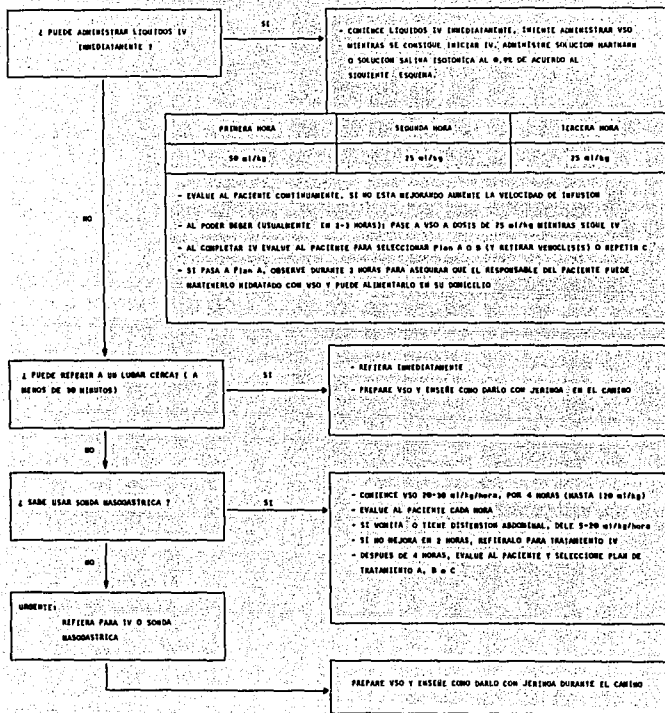 ¿ PUEDE ADMINISTRAR LIQUIDOS IV
INMEDIATAMENTE ?
SI
- COMIENCE LIQUIDOS IV INMEDIATAMENTE, INTENTE ADMINISTRAR VSO
MIENTRAS SE CONSIGUE INICIAR IV. ADMINISTRE SOLUCION HARTMANN
O SOLUCION SALINA ISOTONICA AL 0.9% DE ACUERDO AL
SIGUIENTE ESQUEMA.
PRIMERA HORA SEGUNDA HORA TERCERA HORA
50 ml/kg 25 ml/kg 25 ml/kg
- EVALUE AL PACIENTE CONTINUAMENTE, SI NO ESTA MEJORANDO AUMENTE LA VELOCIDAD DE INFUSION
- AL PODER BEBER (USUALMENTE EN 2-3 HORAS); PASE A VSO A DOSIS DE 25 ml/kg MIENTRAS SIGUE IV
- AL COMPLETAR IV EVALUE AL PACIENTE PARA SELECCIONAR Plan A O B (Y RETIRAR VENOCLISIS) O REPETIR C
- SI PASA A Plan A, OBSERVE DURANTE 2 HORAS PARA ASEGURAR QUE EL RESPONSABLE DEL PACIENTE PUEDE
MANTENERLO HIDRATADO CON VSO Y PUEDE ALIMENTARLO EN SU DOMICILIO
NO
¿ PUEDE REFERIR A UN LUGAR CERCA? ( A
MENOS DE 30 MINUTOS)
SI
- REFIERA INMEDIATAMENTE
- PREPARE VSO Y ENSEÑE COMO DARLO CON JERINGA EN EL CAMINO
NO
¿ SABE USAR SONDA NASOGASTRICA ?
SI
- COMIENCE VSO 20-30 ml/kg/hora, POR 4 HORAS (HASTA 120 ml/kg)
- EVALUE AL PACIENTE CADA HORA
- SI VOMITA O TIENE DISTENSION ABDOMINAL, DELE 5-20 ml/kg/hora
- SI NO MEJORA EN 2 HORAS, REFIERALO PARA TRATAMIENTO IV
- DESPUES DE 4 HORAS, EVALUE AL PACIENTE Y SELECCIONE PLAN DE
TRATAMIENTO A, B o C
NO
URGENTE:
REFIERA PARA IV O SONDA
NASOGASTRICA
PREPARE VSO Y ENSEÑE COMO DARLO CON JERINGA DURANTE EL CAMINO